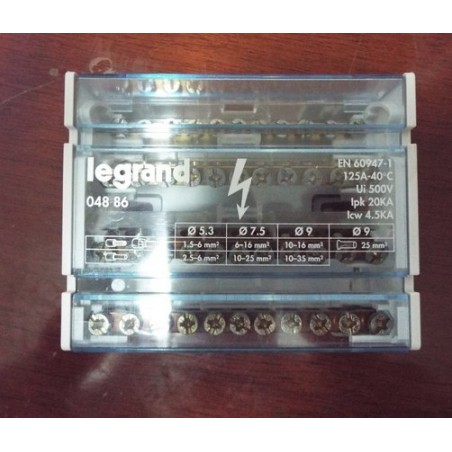 legrand
048 86
EN 60947-1
125A-40°C
Ui 500V
Ipk 20KA
Icw 4.5KA
Ø 5.3 Ø 7.5 Ø 9 Ø 9
1.5-6 mm² 6-16 mm² 10-16 mm² 25 mm²
2.5-6 mm² 10-25 mm² 10-35 mm²